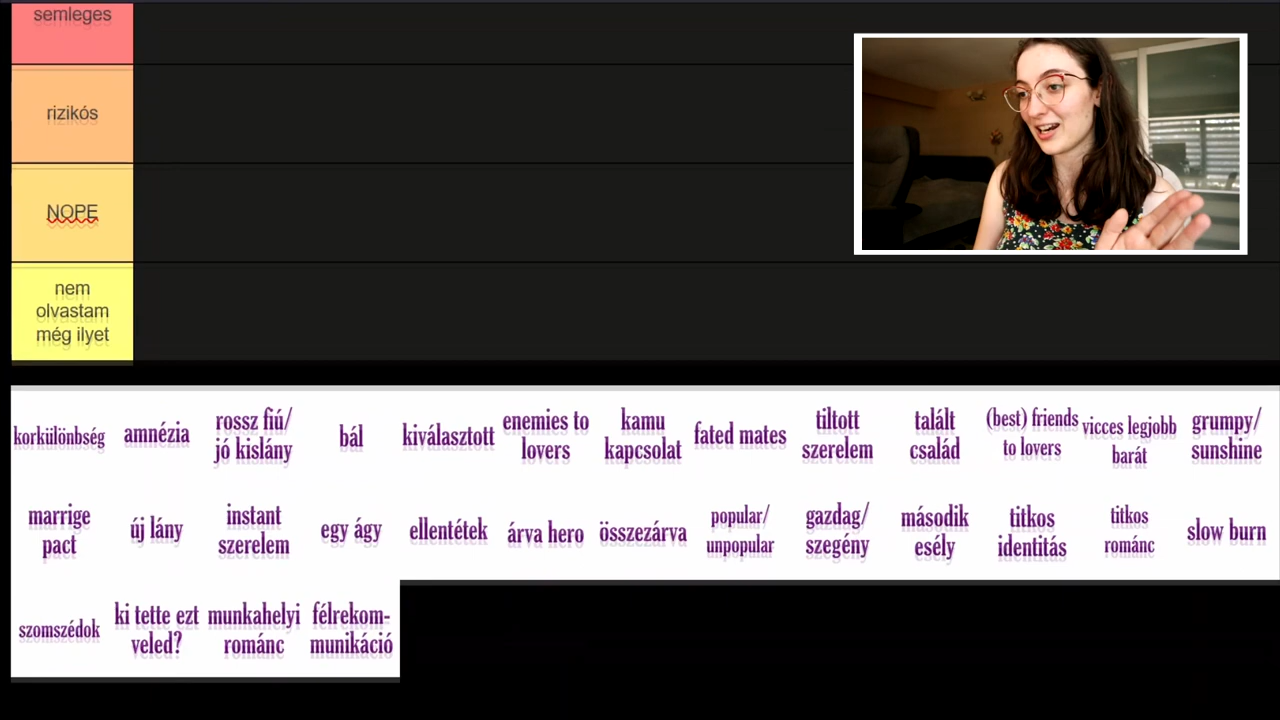 semleges
rizikós
NOPE
nem
olvastam
még ilyet
korkülönbség
amnézia
rossz fiú/
jó kislány
bál
kiválasztott
enemies to
lovers
kamu
kapcsolat
fated mates
tiltott
szerelem
talált
család
(best) friends
to lovers
vicces legjobb
barát
grumpy/
sunshine
marrige
pact
új lány
instant
szerelem
egy ágy
ellentétek
árva hero
összezárva
popular/
unpopular
gazdag/
szegény
második
esély
titkos
identitás
titkos
románc
slow burn
szomszédok
ki tette ezt
veled?
munkahelyi
románc
félrekom-
munikáció